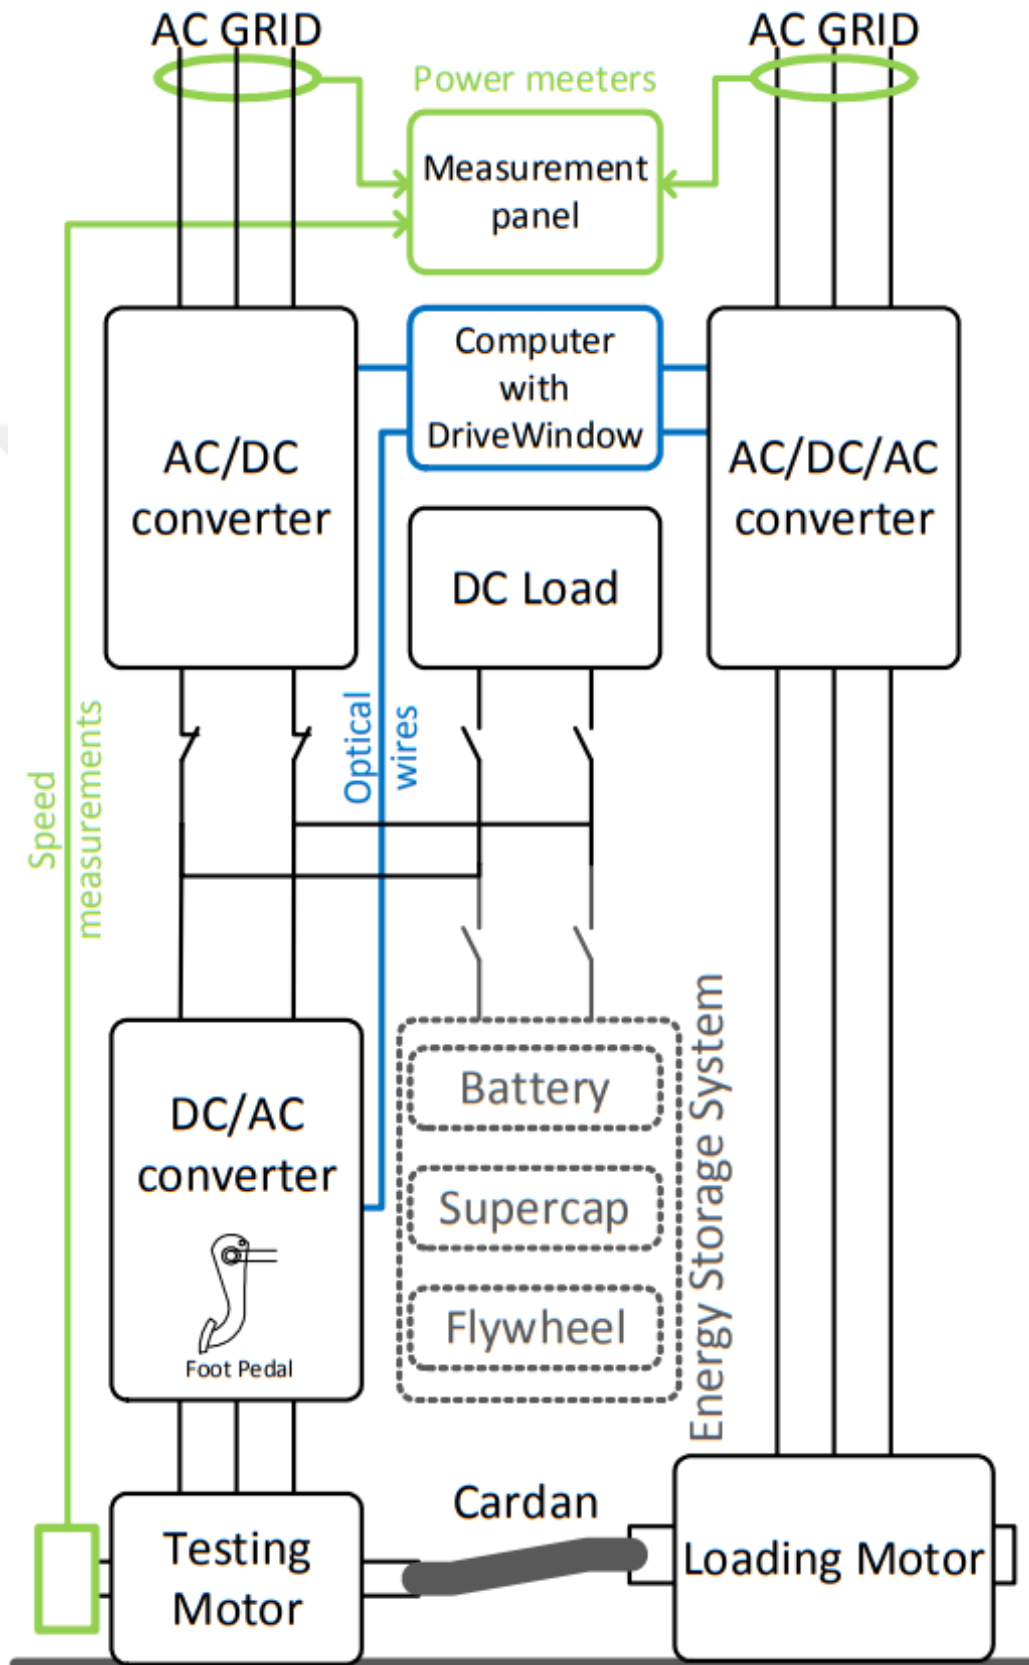 AC GRID
AC GRID
Power meeters
Measurement
panel
Computer
with
DriveWindow
AC/DC
converter
AC/DC/AC
converter
DC Load
Optical
wires
Speed
measurements
DC/AC
converter
Foot Pedal
Battery
Supercap
Flywheel
Energy Storage System
Cardan
Testing
Motor
Loading Motor